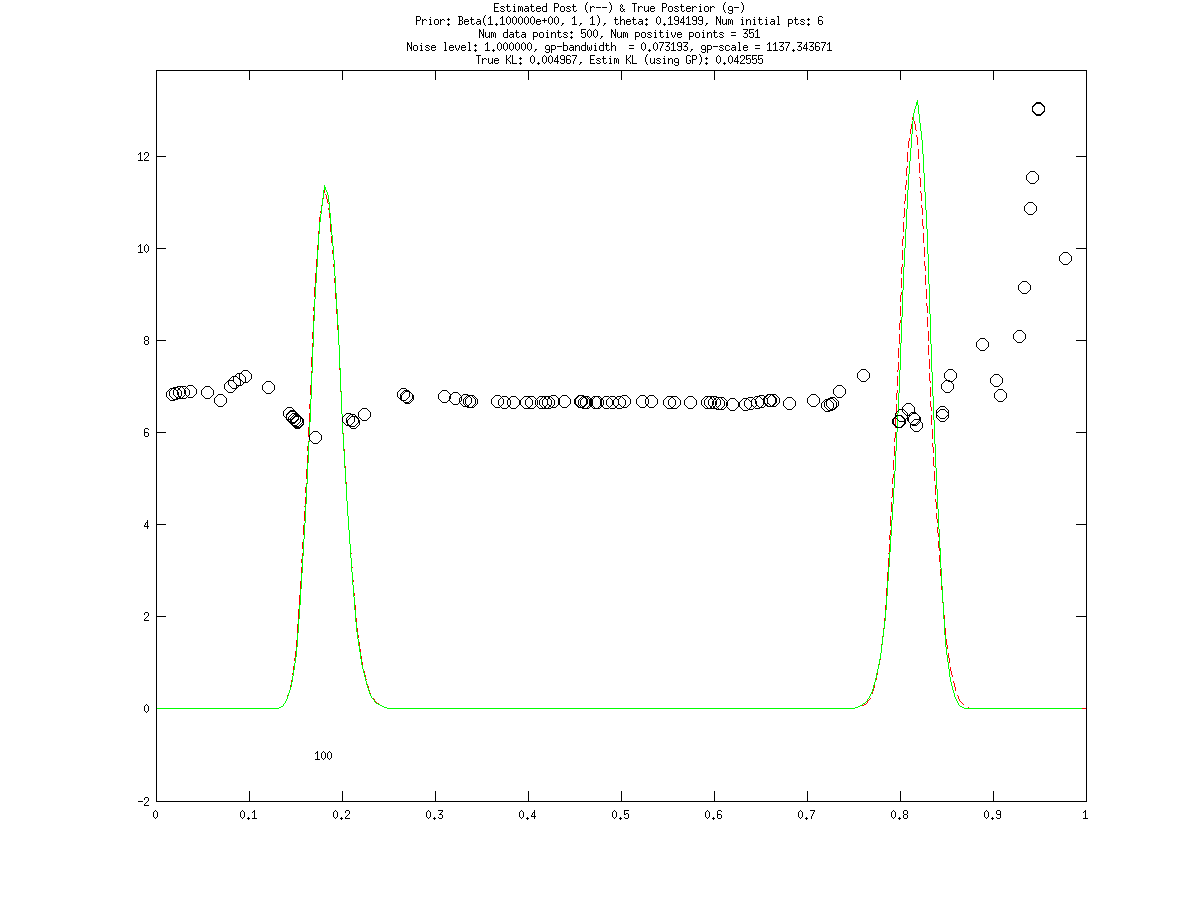 Estimated Post (r--) & True Posterior (g-)
Prior: Beta(1.100000e+00, 1, 1), theta: 0.194199, Num initial pts: 6
Num data points: 500, Num positive points = 351
Noise level: 1.000000, gp-bandwidth = 0.073193, gp-scale = 1137.343671
True KL: 0.004967, Estim KL (using GP): 0.042555
12
10
8
6
4
2
0
100
-2
0 0.1 0.2 0.3 0.4 0.5 0.6 0.7 0.8 0.9 1